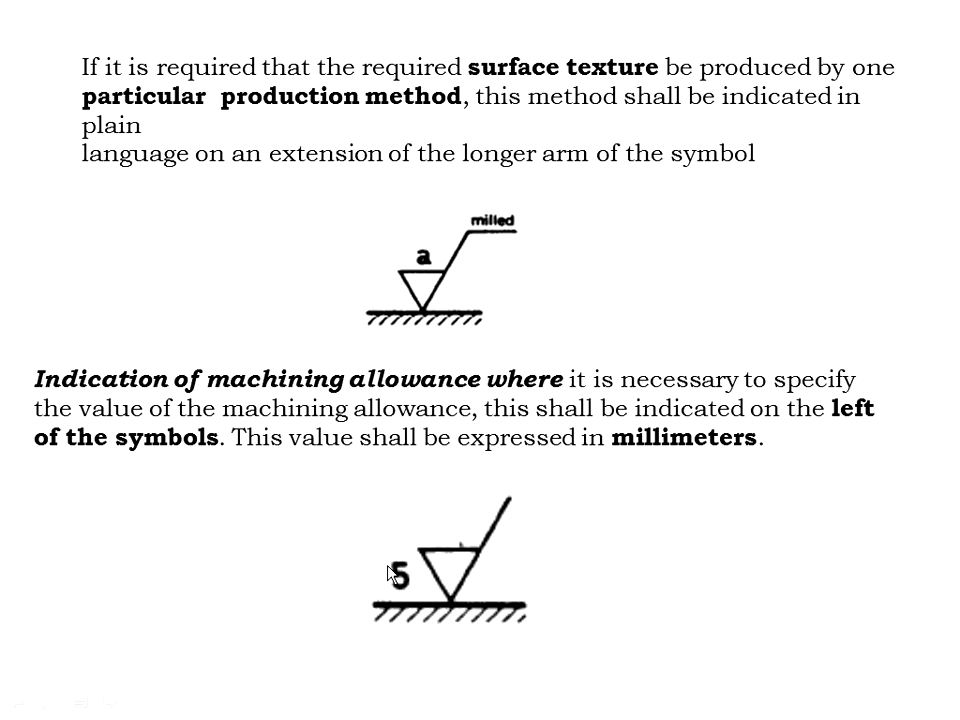 If it is required that the required surface texture be produced by one
particular production method, this method shall be indicated in
plain
language on an extension of the longer arm of the symbol
milled
a
Indication of machining allowance where it is necessary to specify
the value of the machining allowance, this shall be indicated on the left
of the symbols. This value shall be expressed in millimeters.
5